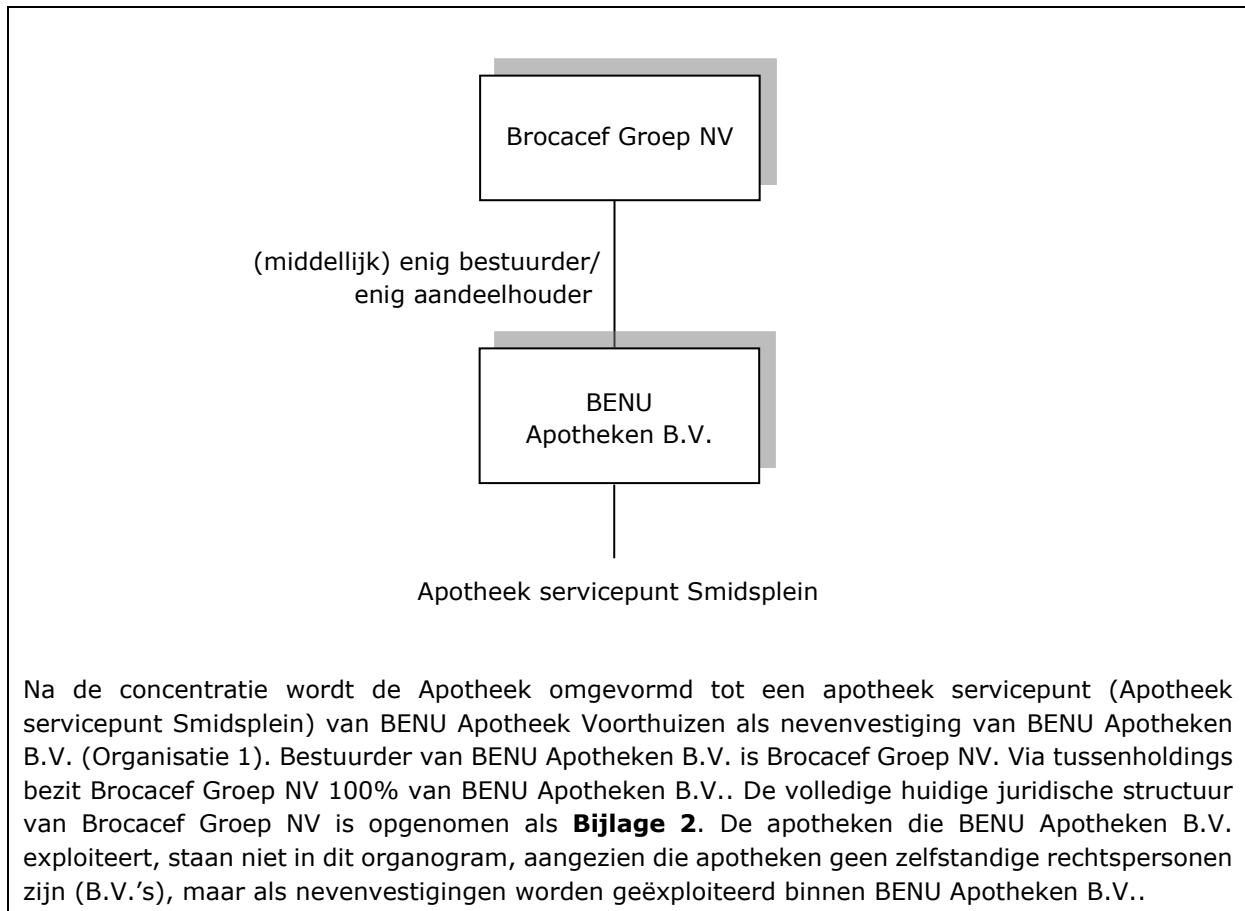 Brocacef Groep NV
(middellijk) enig bestuurder/
enig aandeelhouder
BENU
Apotheken B.V.
Apotheek servicepunt Smidsplein
Na de concentratie wordt de Apotheek omgevormd tot een apotheek servicepunt (Apotheek
servicepunt Smidsplein) van BENU Apotheek Voorthuizen als nevenvestiging van BENU Apotheken
B.V. (Organisatie 1). Bestuurder van BENU Apotheken B.V. is Brocacef Groep NV. Via tussenholdings
bezit Brocacef Groep NV 100% van BENU Apotheken B.V.. De volledige huidige juridische structuur
van Brocacef Groep NV is opgenomen als Bijlage 2. De apotheken die BENU Apotheken B.V.
exploiteert, staan niet in dit organogram, aangezien die apotheken geen zelfstandige rechtspersonen
zijn (B.V.'s), maar als nevenvestigingen worden geëxploiteerd binnen BENU Apotheken B.V..